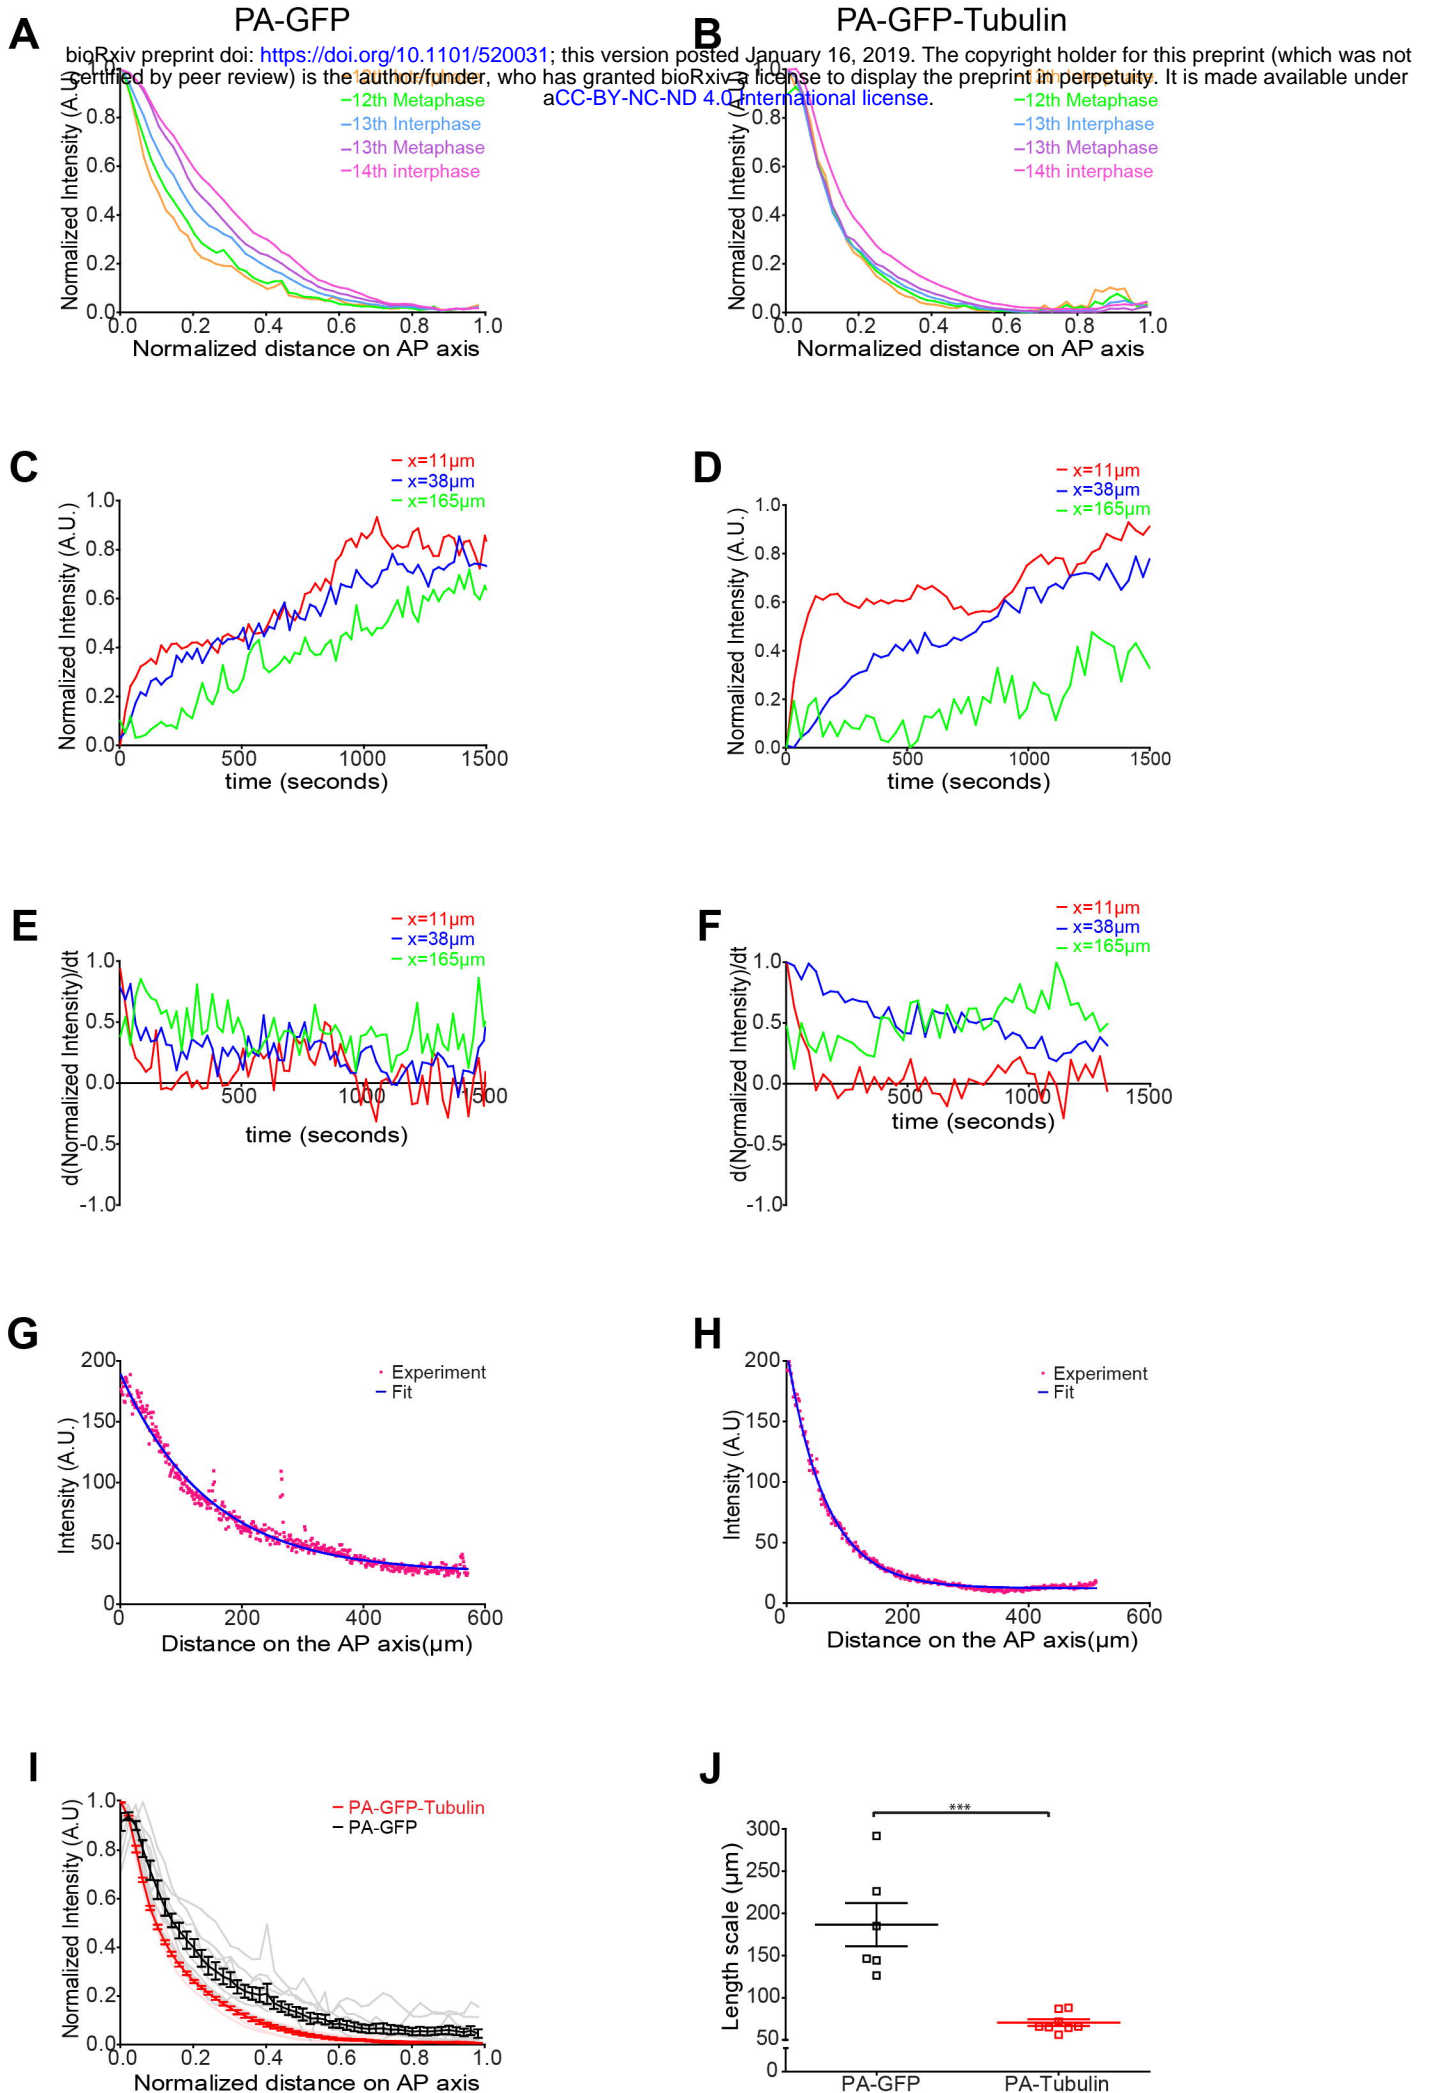 A
PA-GFP
B
PA-GFP-Tubulin
bioRxiv preprint doi: https://doi.org/10.1101/520031; this version posted January 16, 2019. The copyright holder for this preprint (which was not
certified by peer review) is the author/funder, who has granted bioRxiv a license to display the preprint in perpetuity. It is made available under
aCC-BY-NC-ND 4.0 International license.
Normalized Intensity (A.U.)
1.0
0.8
0.6
0.4
0.2
0.0
12th Metaphase
13th Interphase
13th Metaphase
14th interphase
0.0 0.2 0.4 0.6 0.8 1.0
Normalized distance on AP axis
Normalized Intensity (A.U.)
1.0
0.8
0.6
0.4
0.2
0.0
12th Metaphase
13th Interphase
13th Metaphase
14th interphase
0.0 0.2 0.4 0.6 0.8 1.0
Normalized distance on AP axis
C
x=11µm
x=38µm
x=165µm
Normalized Intensity (A.U.)
1.0
0.8
0.6
0.4
0.2
0.0
0 500 1000 1500
time (seconds)
D
x=11µm
x=38µm
x=165µm
Normalized Intensity (A.U.)
1.0
0.8
0.6
0.4
0.2
0.0
0 500 1000 1500
time (seconds)
E
x=11µm
x=38µm
x=165µm
d(Normalized Intensity)/dt
1.0
0.5
0.0
-0.5
-1.0
500 1000 1500
time (seconds)
F
x=11µm
x=38µm
x=165µm
d(Normalized Intensity)/dt
1.0
0.5
0.0
-0.5
-1.0
500 1000 1500
time (seconds)
G
Experiment
Fit
Intensity (A.U.)
200
150
100
50
0
0 200 400 600
Distance on the AP axis(µm)
H
Experiment
Fit
Intensity (A.U)
200
150
100
50
0
0 200 400 600
Distance on the AP axis(µm)
I
PA-GFP-Tubulin
PA-GFP
Normalized Intensity (A.U)
1.0
0.8
0.6
0.4
0.2
0.0
0.0 0.2 0.4 0.6 0.8 1.0
Normalized distance on AP axis
J
***
Length scale (µm)
300
250
200
150
100
50
0
PA-GFP PA-Tubulin